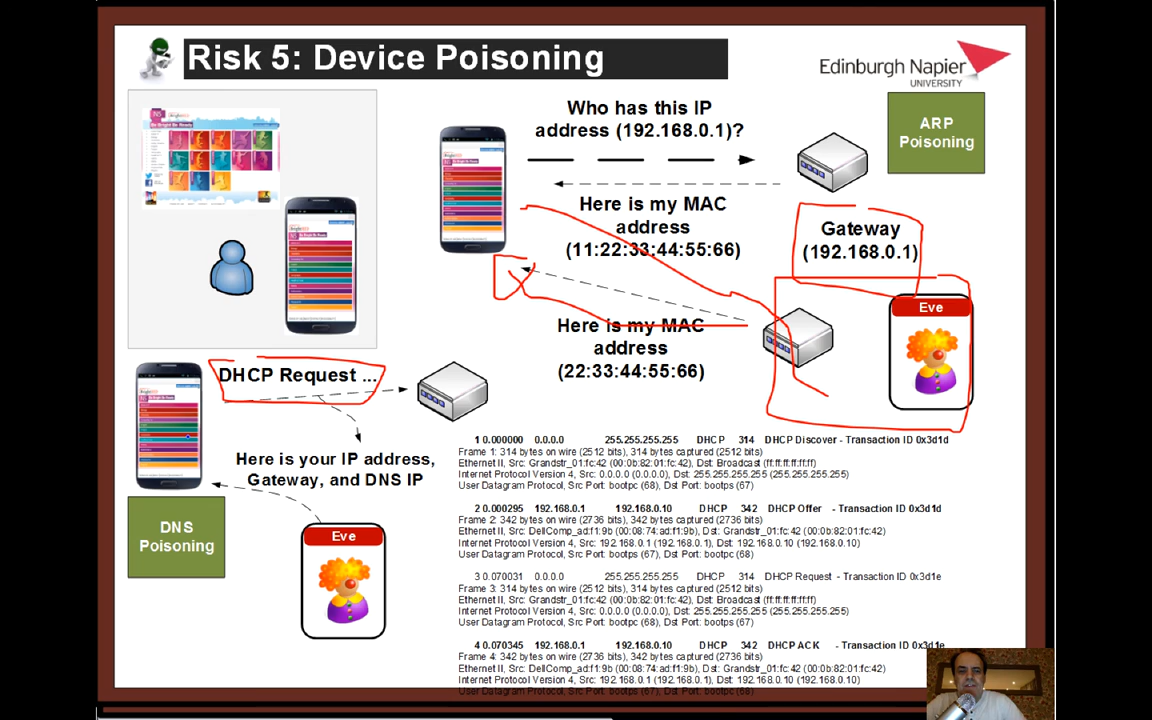 Risk 5: Device Poisoning
Edinburgh Napier
UNIVERSITY
Who has this IP
address (192.168.0.1)?
ARP
Poisoning
Here is my MAC
address
(11:22:33:44:55:66)
Gateway
(192.168.0.1)
Eve
Here is my MAC
address
(22:33:44:55:66)
DHCP Request ...
Here is your IP address,
Gateway, and DNS IP
DNS
Poisoning
Eve
1 0.000000 0.0.0.0 255.255.255.255 DHCP 314 DHCP Discover - Transaction ID 0x3d1d
Frame 1: 314 bytes on wire (2512 bits), 314 bytes captured (2512 bits)
Ethernet II, Src: Grandstr_01:fc:42 (00:0b:82:01:fc:42), Dst: Broadcast (ff:ff:ff:ff:ff:ff)
Internet Protocol Version 4, Src: 0.0.0.0 (0.0.0.0), Dst: 255.255.255.255 (255.255.255.255)
User Datagram Protocol, Src Port: bootpc (68), Dst Port: bootps (67)
2 0.000295 192.168.0.1 192.168.0.10 DHCP 342 DHCP Offer - Transaction ID 0x3d1d
Frame 2: 342 bytes on wire (2736 bits), 342 bytes captured (2736 bits)
Ethernet II, Src: DellComp_ad:f1:9b (00:08:74:ad:f1:9b), Dst: Grandstr_01:fc:42 (00:0b:82:01:fc:42)
Internet Protocol Version 4, Src: 192.168.0.1 (192.168.0.1), Dst: 192.168.0.10 (192.168.0.10)
User Datagram Protocol, Src Port: bootps (67), Dst Port: bootpc (68)
3 0.070031 0.0.0.0 255.255.255.255 DHCP 314 DHCP Request - Transaction ID 0x3d1e
Frame 3: 314 bytes on wire (2512 bits), 314 bytes captured (2512 bits)
Ethernet II, Src: Grandstr_01:fc:42 (00:0b:82:01:fc:42), Dst: Broadcast (ff:ff:ff:ff:ff:ff)
Internet Protocol Version 4, Src: 0.0.0.0 (0.0.0.0), Dst: 255.255.255.255 (255.255.255.255)
User Datagram Protocol, Src Port: bootpc (68), Dst Port: bootps (67)
4 0.070345 192.168.0.1 192.168.0.10 DHCP 342 DHCP ACK - Transaction ID 0x3d1e
Frame 4: 342 bytes on wire (2736 bits), 342 bytes captured (2736 bits)
Ethernet II, Src: DellComp_ad:f1:9b (00:08:74:ad:f1:9b), Dst: Grandstr_01:fc:42 (00:0b:82:01:fc:42)
Internet Protocol Version 4, Src: 192.168.0.1 (192.168.0.1), Dst: 192.168.0.10 (192.168.0.10)
User Datagram Protocol, Src Port: bootps (67), Dst Port: bootpc (68)